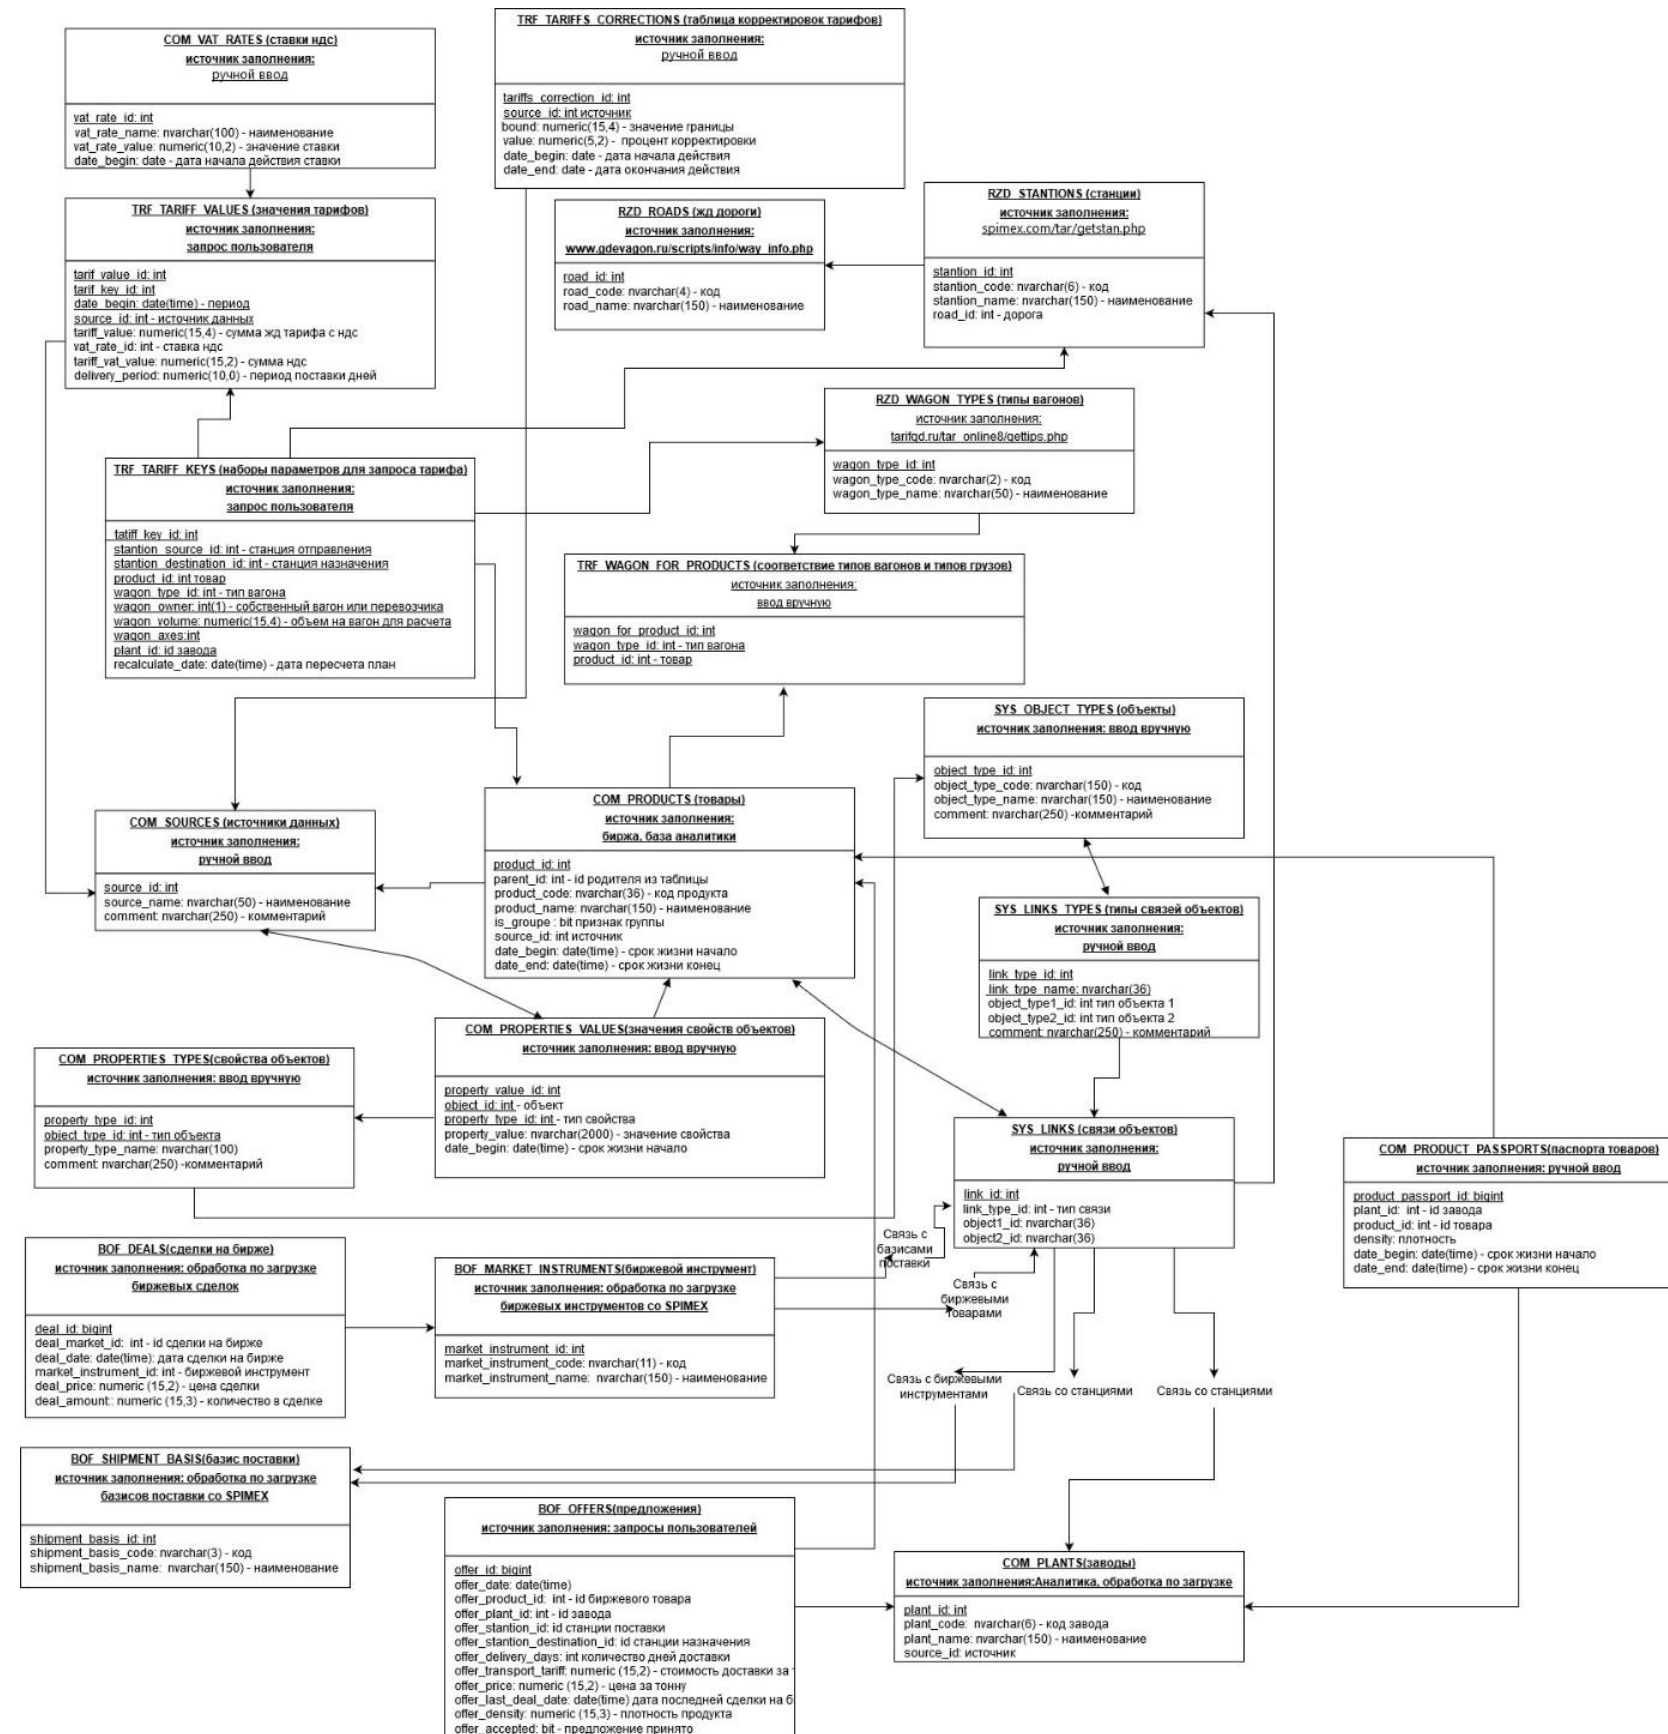 COM_VAT_RATES (ставки ндс)
источник заполнения:
ручной ввод
vat_rate_id: int
vat_rate_name: nvarchar(100) - наименование
vat_rate_value: numeric(10,2) - значение ставки
date_begin: date - дата начала действия ставки
TRF_TARIFFS_CORRECTIONS (таблица корректировок тарифов)
источник заполнения:
ручной ввод
tariffs_correction_id: int
source_id: int источник
bound: numeric(15,4) - значение границы
value: numeric(5,2) - процент корректировки
date_begin: date - дата начала действия
date_end: date - дата окончания действия
TRF_TARIFF_VALUES (значения тарифов)
источник заполнения:
запрос пользователя
tarif_value_id: int
tarif_key_id: int
date_begin: date(time) - период
source_id: int - источник данных
tariff_value: numeric(15,4) - сумма жд тарифа с ндс
vat_rate_id: int - ставка ндс
tariff_vat_value: numeric(15,2) - сумма ндс
delivery_period: numeric(10,0) - период поставки дней
RZD_ROADS (жд дороги)
источник заполнения:
www.gdevagon.ru/scripts/info/way_info.php
road_id: int
road_code: nvarchar(4) - код
road_name: nvarchar(150) - наименование
RZD_STANTIONS (станции)
источник заполнения:
spimex.com/tar/getstan.php
stantion_id: int
stantion_code: nvarchar(6) - код
stantion_name: nvarchar(150) - наименование
road_id: int - дорога
RZD_WAGON_TYPES (типы вагонов)
источник заполнения:
tarifgd.ru/tar_online8/gettips.php
wagon_type_id: int
wagon_type_code: nvarchar(2) - код
wagon_type_name: nvarchar(50) - наименование
TRF_TARIFF_KEYS (наборы параметров для запроса тарифа)
источник заполнения:
запрос пользователя
tatiff_key_id: int
stantion_source_id: int - станция отправления
stantion_destination_id: int - станция назначения
product_id: int товар
wagon_type_id: int - тип вагона
wagon_owner: int(1) - собственный вагон или перевозчика
wagon_volume: numeric(15,4) - объем на вагон для расчета
wagon_axes:int
plant_id: id завода
recalculate_date: date(time) - дата пересчета план
TRF_WAGON_FOR_PRODUCTS (соответствие типов вагонов и типов грузов)
источник заполнения:
ввод вручную
wagon_for_product_id: int
wagon_type_id: int - тип вагона
product_id: int - товар
SYS_OBJECT_TYPES (объекты)
источник заполнения: ввод вручную
object_type_id: int
object_type_code: nvarchar(150) - код
object_type_name: nvarchar(150) - наименование
comment: nvarchar(250) -комментарий
COM_SOURCES (источники данных)
источник заполнения:
ручной ввод
source_id: int
source_name: nvarchar(50) - наименование
comment: nvarchar(250) - комментарий
COM_PRODUCTS (товары)
источник заполнения:
биржа, база аналитики
product_id: int
parent_id: int - id родителя из таблицы
product_code: nvarchar(36) - код продукта
product_name: nvarchar(150) - наименование
is_groupe : bit признак группы
source_id: int источник
date_begin: date(time) - срок жизни начало
date_end: date(time) - срок жизни конец
SYS_LINKS_TYPES (типы связей объектов)
источник заполнения:
ручной ввод
link_type_id: int
link_type_name: nvarchar(36)
object_type1_id: int тип объекта 1
object_type2_id: int тип объекта 2
comment: nvarchar(250) - комментарий
COM_PROPERTIES_TYPES(свойства объектов)
источник заполнения: ввод вручную
property_type_id: int
object_type_id: int - тип объекта
property_type_name: nvarchar(100)
comment: nvarchar(250) -комментарий
COM_PROPERTIES_VALUES(значения свойств объектов)
источник заполнения: ввод вручную
property_value_id: int
object_id: int - объект
property_type_id: int - тип свойства
property_value: nvarchar(2000) - значение свойства
date_begin: date(time) - срок жизни начало
SYS_LINKS (связи объектов)
источник заполнения:
ручной ввод
link_id: int
link_type_id: int - тип связи
object1_id: nvarchar(36)
object2_id: nvarchar(36)
COM_PRODUCT_PASSPORTS(паспорта товаров)
источник заполнения: ручной ввод
product_passport_id: bigint
plant_id: int - id завода
product_id: int - id товара
density: плотность
date_begin: date(time) - срок жизни начало
date_end: date(time) - срок жизни конец
BOF_DEALS(сделки на бирже)
источник заполнения: обработка по загрузке
биржевых сделок
deal_id: bigint
deal_market_id: int - id сделки на бирже
deal_date: date(time): дата сделки на бирже
market_instrument_id: int - биржевой инструмент
deal_price: numeric (15,2) - цена сделки
deal_amount:: numeric (15,3) - количество в сделке
BOF_MARKET_INSTRUMENTS(биржевой инструмент)
источник заполнения: обработка по загрузке
биржевых инструментов со SPIMEX
market_instrument_id: int
market_instrument_code: nvarchar(11) - код
market_instrument_name: nvarchar(150) - наименование
Связь с
базисами
поставки
Связь с
биржевыми
товарами
Связь с биржевыми
инструментами
Связь со станциями
Связь со станциями
BOF_SHIPMENT_BASIS(базис поставки)
источник заполнения: обработка по загрузке
базисов поставки со SPIMEX
shipment_basis_id: int
shipment_basis_code: nvarchar(3) - код
shipment_basis_name: nvarchar(150) - наименование
BOF_OFFERS(предложения)
источник заполнения: запросы пользователей
offer_id: bigint
offer_date: date(time)
offer_product_id: int - id биржевого товара
offer_plant_id: int - id завода
offer_stantion_id: id станции поставки
offer_stantion_destination_id: id станции назначения
offer_delivery_days: int количество дней доставки
offer_transport_tariff: numeric (15,2) - стоимость доставки за
offer_price: numeric (15,2) - цена за тонну
offer_last_deal_date: date(time) дата последней сделки на б
offer_density: numeric (15,3) - плотность продукта
offer_accepted: bit - предложение принято
COM_PLANTS(заводы)
источник заполнения:Аналитика, обработка по загрузке
plant_id: int
plant_code: nvarchar(6) - код завода
plant_name: nvarchar(150) - наименование
source_id: источник